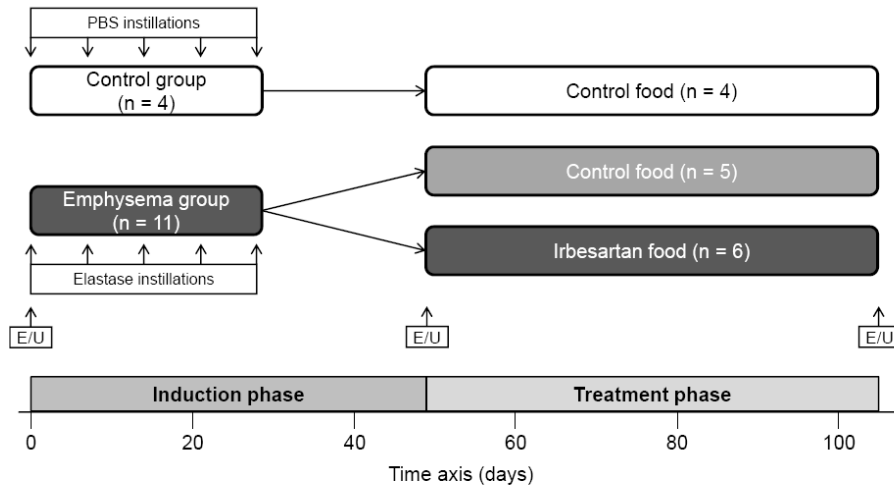 PBS instillations
Control group
(n = 4)
Control food (n = 4)
Control food (n = 5)
Emphysema group
(n = 11)
Irbesartan food (n = 6)
Elastase instillations
E/U
E/U
E/U
Induction phase
Treatment phase
0
20
40
60
80
100
Time axis (days)